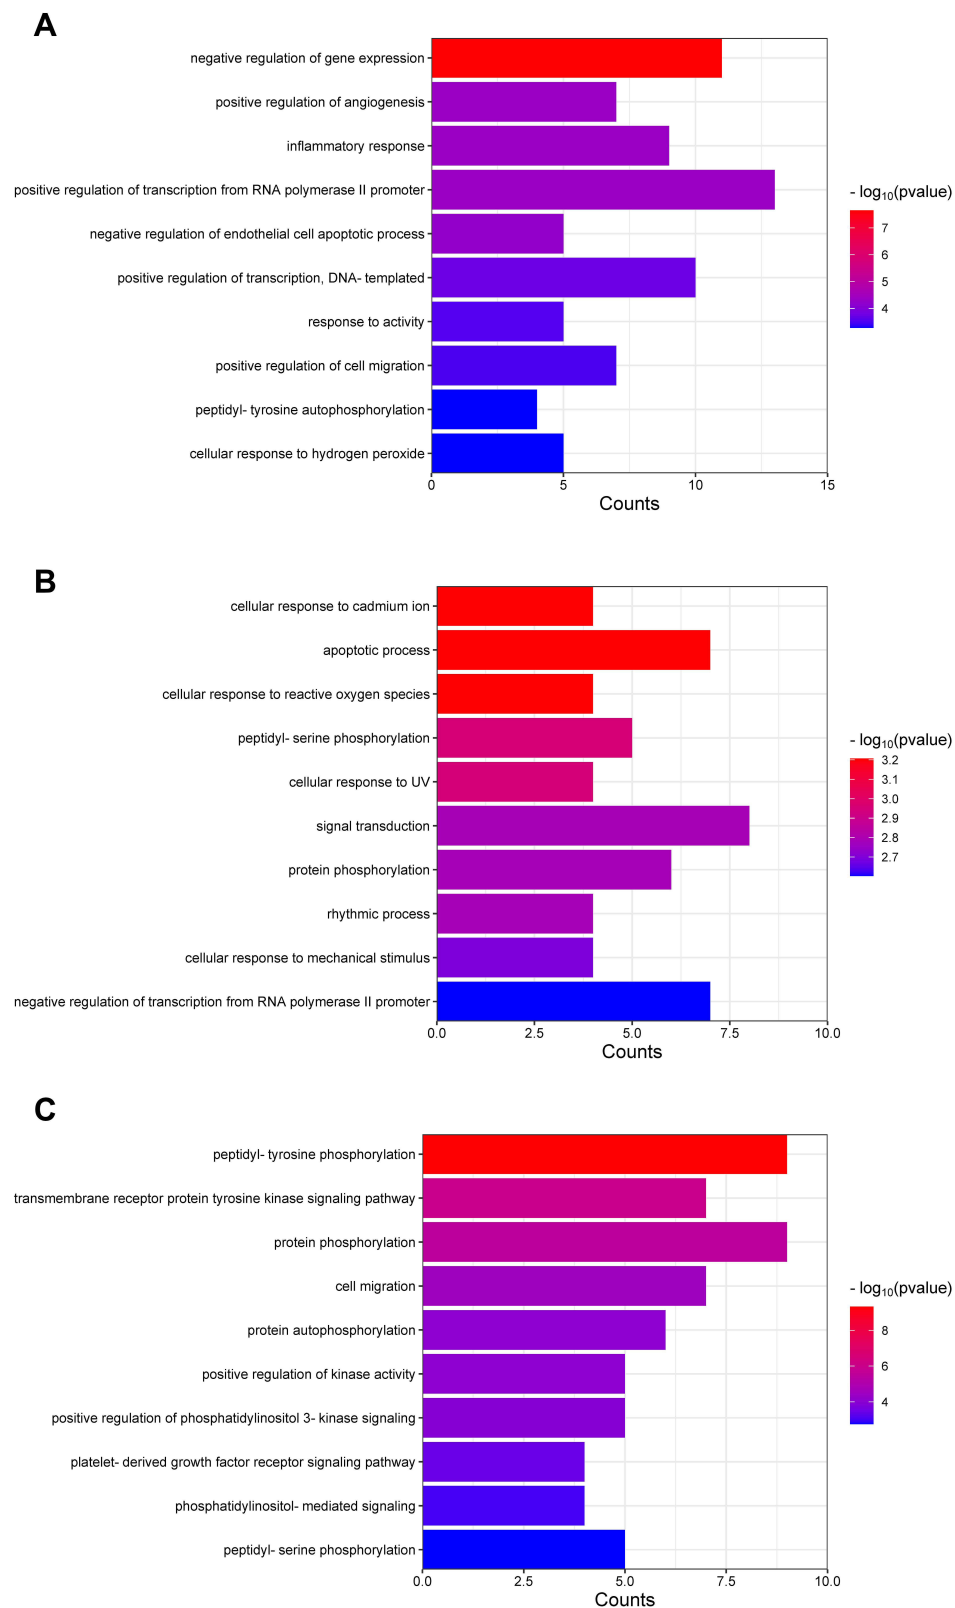 A
negative regulation of gene expression
positive regulation of angiogenesis
inflammatory response
positive regulation of transcription from RNA polymerase II promoter
negative regulation of endothelial cell apoptotic process
positive regulation of transcription, DNA- templated
response to activity
positive regulation of cell migration
peptidyl- tyrosine autophosphorylation
cellular response to hydrogen peroxide
0 5 10 15
Counts
- log₁₀(pvalue)
7
6
5
4
B
cellular response to cadmium ion
apoptotic process
cellular response to reactive oxygen species
peptidyl- serine phosphorylation
cellular response to UV
signal transduction
protein phosphorylation
rhythmic process
cellular response to mechanical stimulus
negative regulation of transcription from RNA polymerase II promoter
0.0 2.5 5.0 7.5 10.0
Counts
- log₁₀(pvalue)
3.2
3.1
3.0
2.9
2.8
2.7
C
peptidyl- tyrosine phosphorylation
transmembrane receptor protein tyrosine kinase signaling pathway
protein phosphorylation
cell migration
protein autophosphorylation
positive regulation of kinase activity
positive regulation of phosphatidylinositol 3- kinase signaling
platelet- derived growth factor receptor signaling pathway
phosphatidylinositol- mediated signaling
peptidyl- serine phosphorylation
0.0 2.5 5.0 7.5 10.0
Counts
- log₁₀(pvalue)
8
6
4